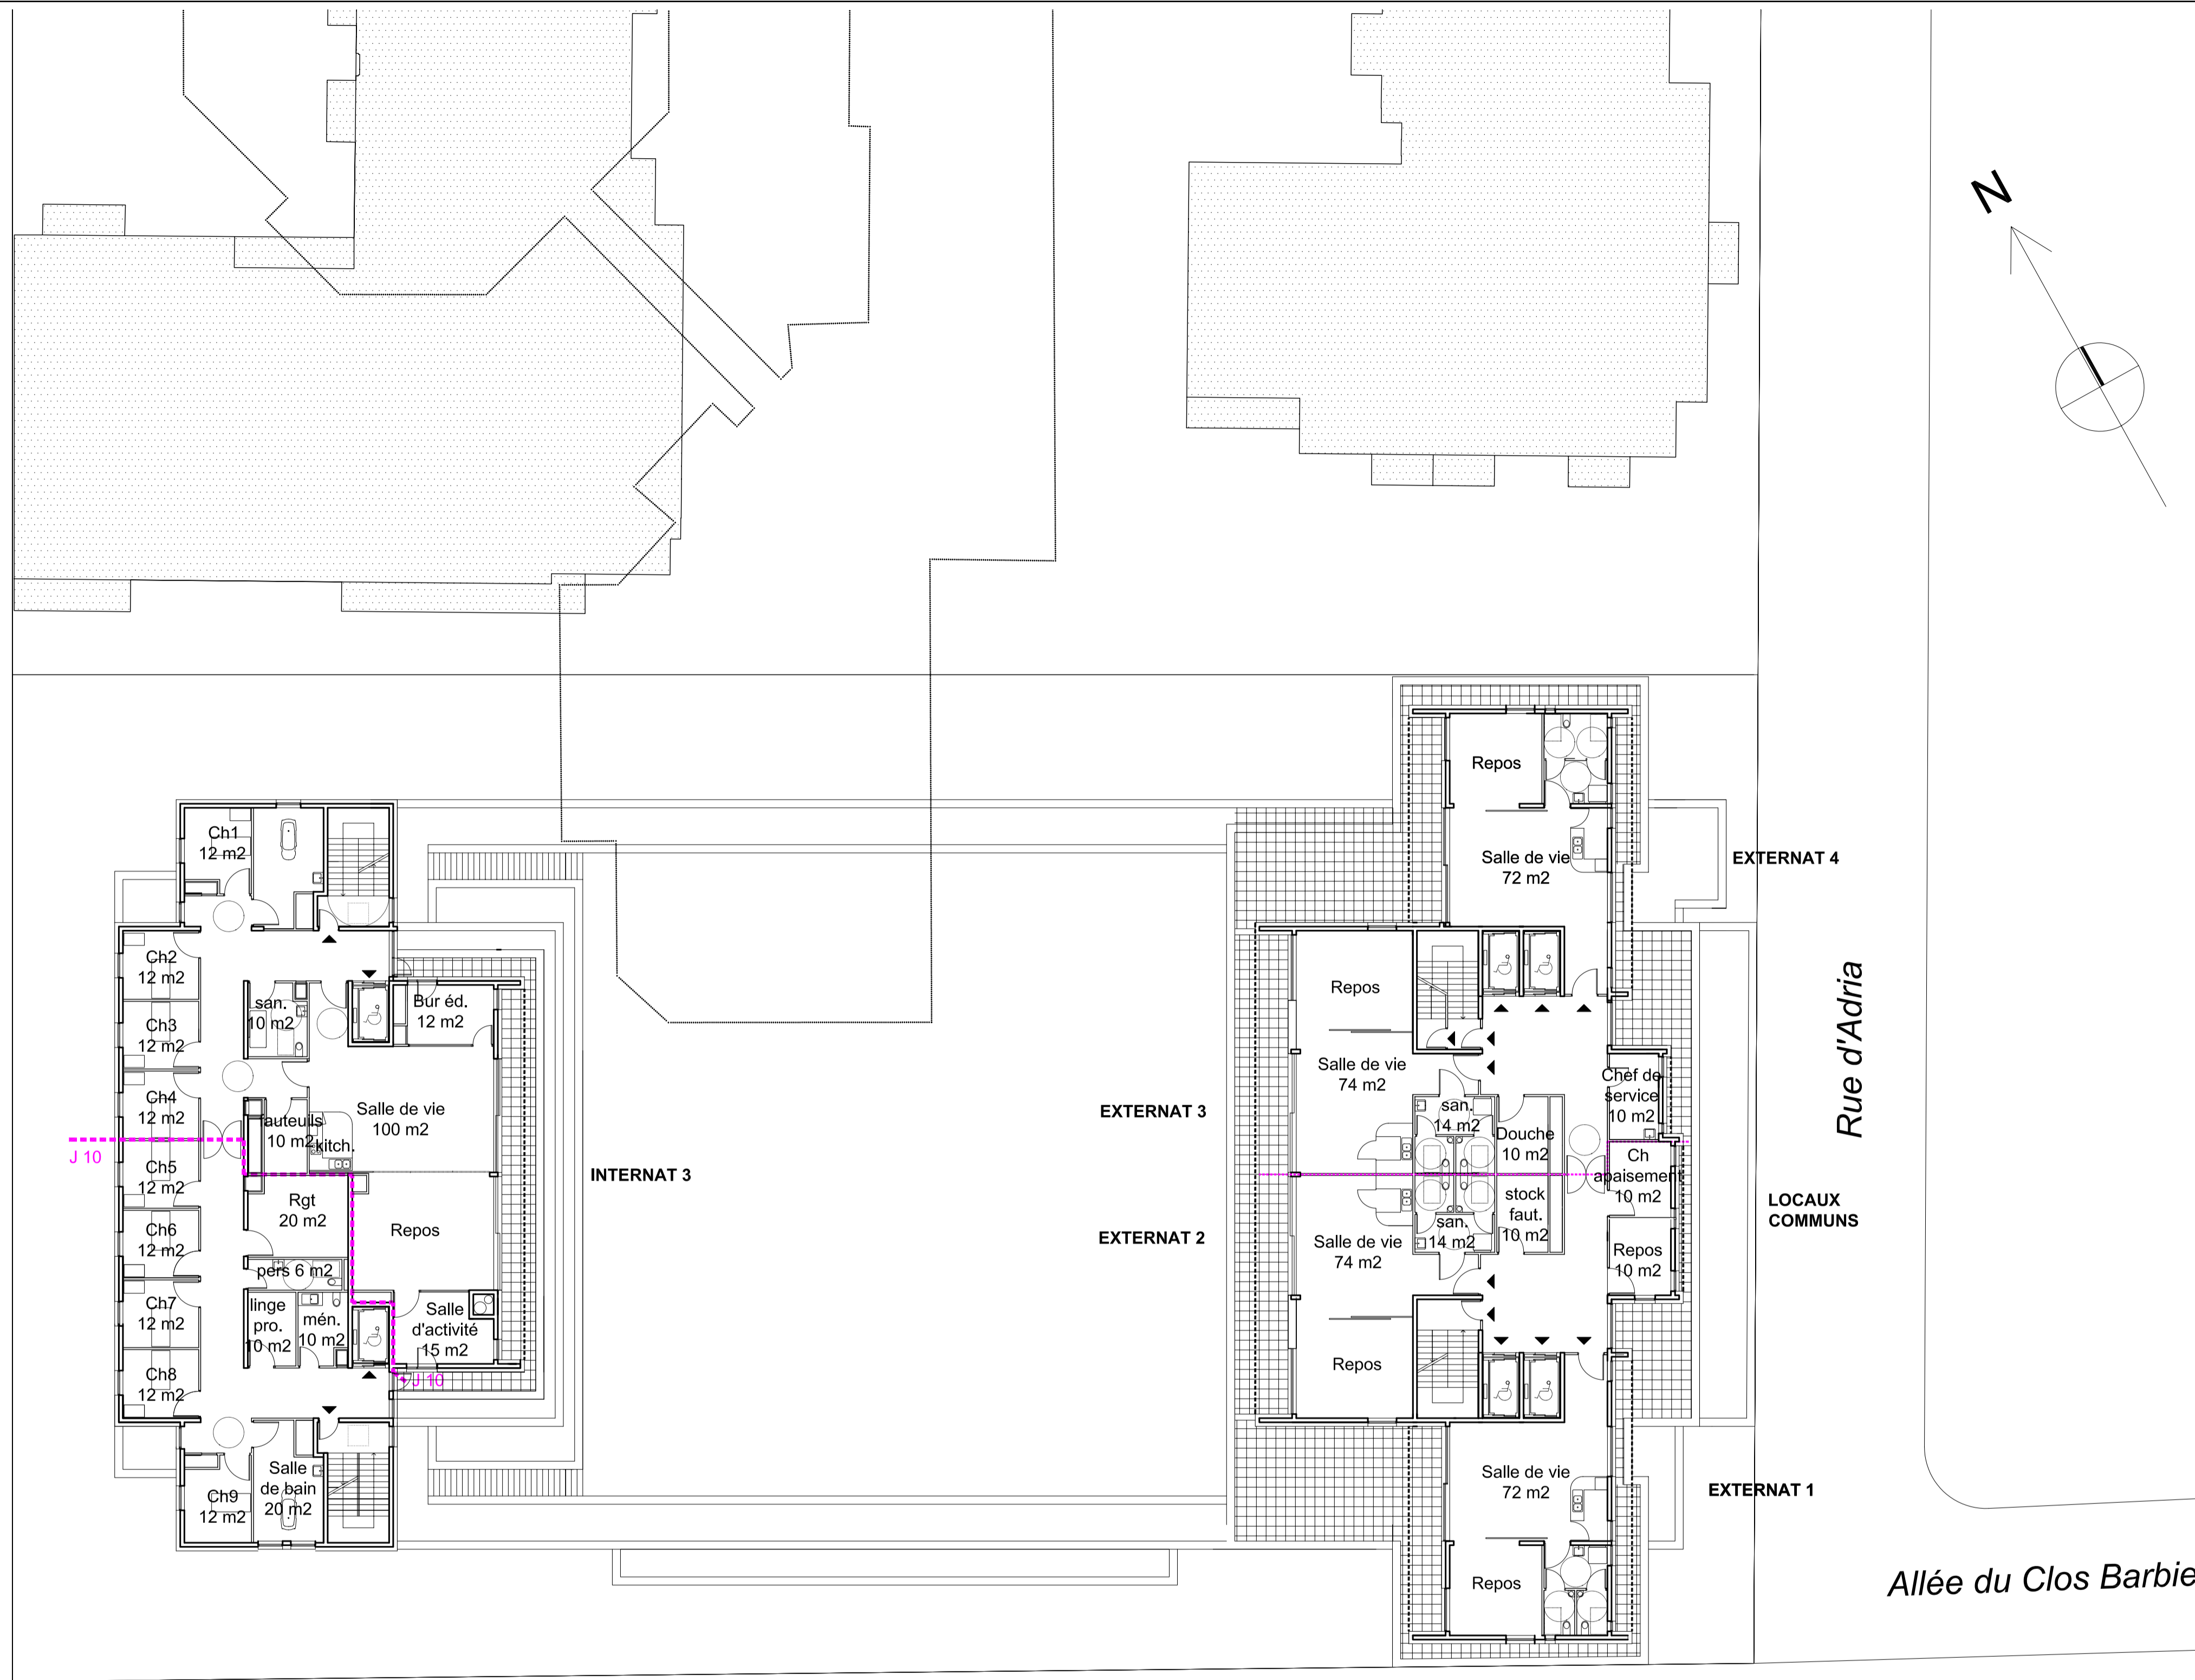 N
Rue d'Adria
Allée du Clos Barbie
Ch1
12 m2
Ch2
12 m2
Ch3
12 m2
Ch4
12 m2
J 10
Ch5
12 m2
Ch6
12 m2
Ch7
12 m2
Ch8
12 m2
Ch9
12 m2
san.
10 m2
Bur éd.
12 m2
Salle de vie
100 m2
auteuils
10 m2
kitch.
Rgt
20 m2
Repos
pers 6 m2
linge
pro.
10 m2
mén.
10 m2
Salle
d'activité
15 m2
J 10
Salle
de bain
20 m2
INTERNAT 3
EXTERNAT 3
EXTERNAT 2
Repos
Salle de vie
72 m2
EXTERNAT 4
Repos
Salle de vie
74 m2
san.
14 m2
Douche
10 m2
Chef de
service
10 m2
Ch
apaisement
10 m2
stock
faut.
10 m2
san.
14 m2
Salle de vie
74 m2
Repos
10 m2
LOCAUX
COMMUNS
Repos
Salle de vie
72 m2
EXTERNAT 1
Repos